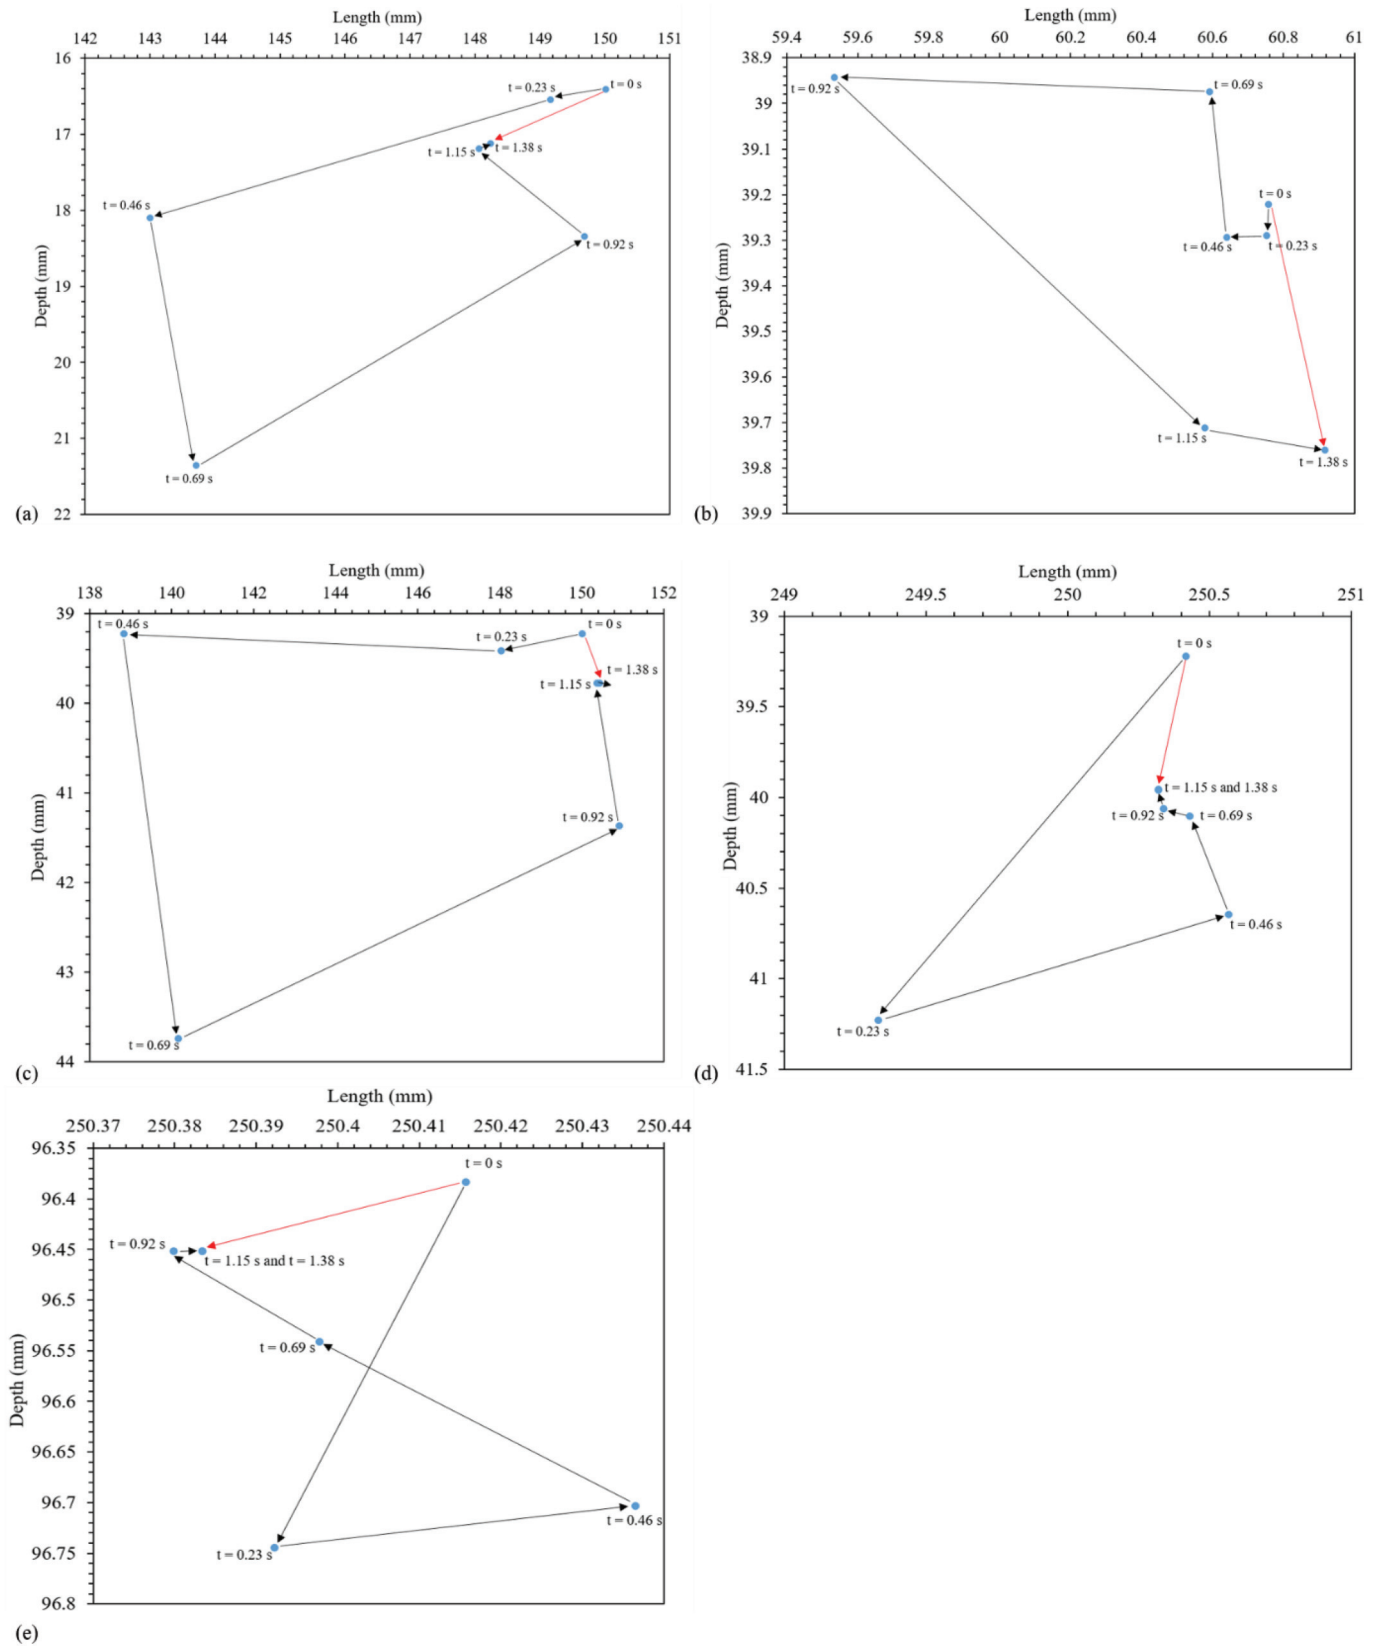 Length (mm)
142 143 144 145 146 147 148 149 150 151
16
17
18
19
20
21
22
Depth (mm)
t = 0.23 s
t = 0 s
t = 1.15 s
t = 1.38 s
t = 0.46 s
t = 0.92 s
t = 0.69 s
(a)
Length (mm)
59.4 59.6 59.8 60 60.2 60.4 60.6 60.8 61
38.9
39
39.1
39.2
39.3
39.4
39.5
39.6
39.7
39.8
39.9
Depth (mm)
t = 0.92 s
t = 0.69 s
t = 0 s
t = 0.46 s
t = 0.23 s
t = 1.15 s
t = 1.38 s
(b)
Length (mm)
138 140 142 144 146 148 150 152
39
40
41
42
43
44
Depth (mm)
t = 0.46 s
t = 0.23 s
t = 0 s
t = 1.38 s
t = 1.15 s
t = 0.92 s
t = 0.69 s
(c)
Length (mm)
249 249.5 250 250.5 251
39
39.5
40
40.5
41
41.5
Depth (mm)
t = 0 s
t = 1.15 s and 1.38 s
t = 0.92 s
t = 0.69 s
t = 0.46 s
t = 0.23 s
(d)
Length (mm)
250.37 250.38 250.39 250.4 250.41 250.42 250.43 250.44
96.35
96.4
96.45
96.5
96.55
96.6
96.65
96.7
96.75
96.8
Depth (mm)
t = 0 s
t = 0.92 s
t = 1.15 s and t = 1.38 s
t = 0.69 s
t = 0.46 s
t = 0.23 s
(e)